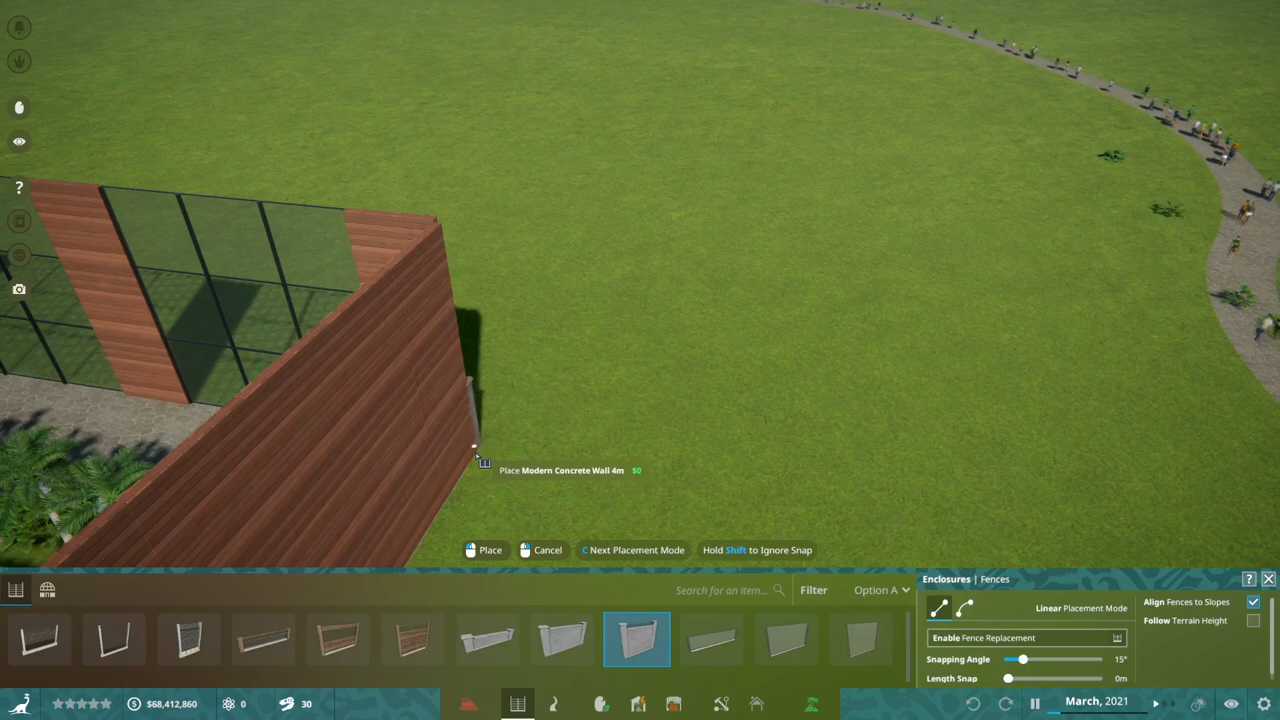 ?
Place Modern Concrete Wall 4m $0
Place
Cancel
C Next Placement Mode
Hold Shift to Ignore Snap
Search for an item...
Filter
Option A
Enclosures | Fences
?
Linear Placement Mode
Align Fences to Slopes
Follow Terrain Height
Enable Fence Replacement
Snapping Angle 15°
Length Snap 0m
$68,412,860
0
30
March, 2021